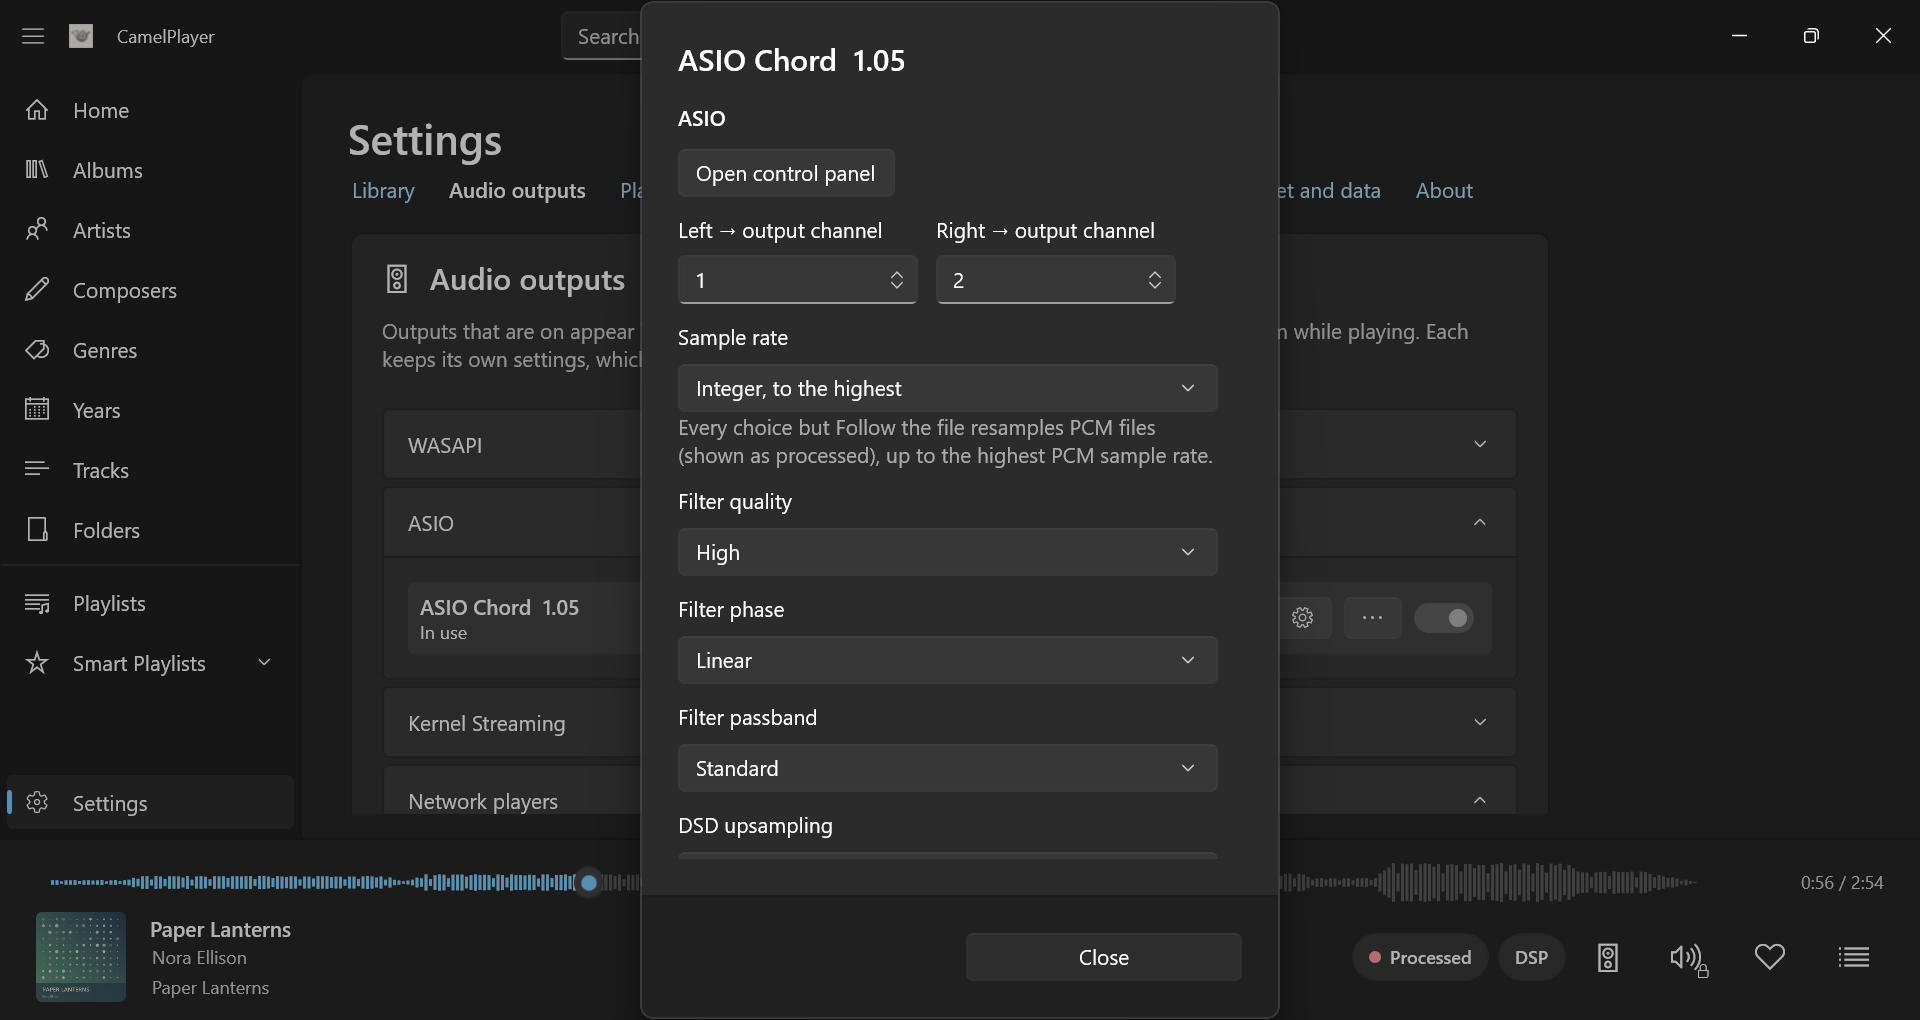 CamelPlayer
Search
Home
Albums
Artists
Composers
Genres
Years
Tracks
Folders
Playlists
Smart Playlists
Settings
Settings
Library
Audio outputs
et and data
About
Audio outputs
Outputs that are on appear
m while playing. Each
keeps its own settings,
WASAPI
ASIO
ASIO Chord 1.05
In use
Kernel Streaming
Network players
ASIO Chord 1.05
ASIO
Open control panel
Left → output channel
Right → output channel
1
2
Sample rate
Integer, to the highest
Every choice but Follow the file resamples PCM files
(shown as processed), up to the highest PCM sample rate.
Filter quality
High
Filter phase
Linear
Filter passband
Standard
DSD upsampling
Close
0:56 / 2:54
PAPER LANTERNS
Paper Lanterns
Nora Ellison
Paper Lanterns
Processed
DSP